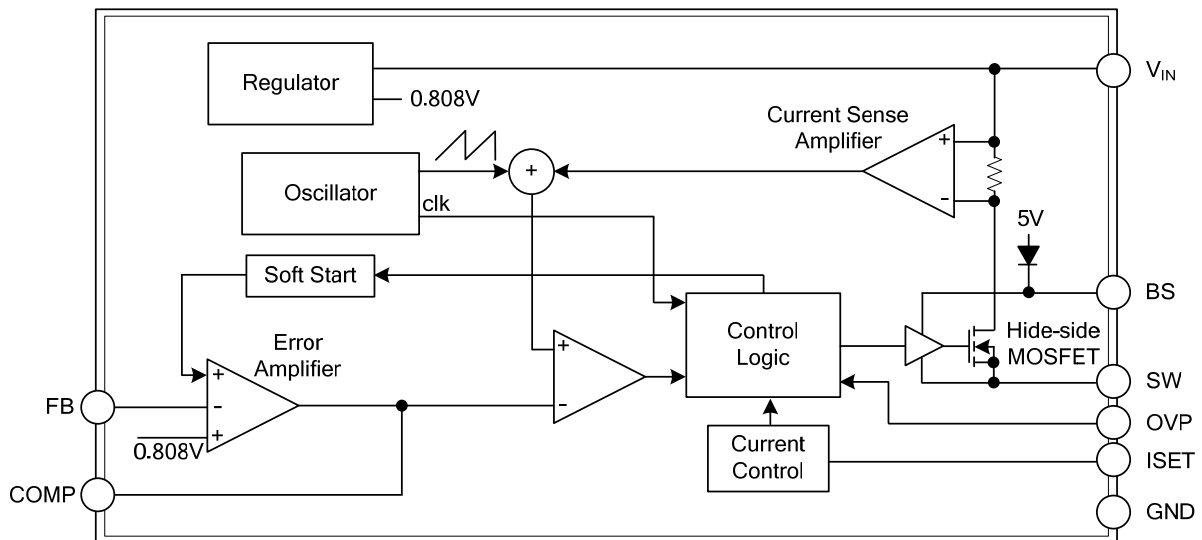 Regulator
0.808V
V_IN
Current Sense
Amplifier
+
-
Oscillator
clk
+
5V
Soft Start
BS
Control
Logic
Hide-side
MOSFET
Error
Amplifier
+
-
+
0.808V
+
-
FB
SW
OVP
Current
Control
ISET
COMP
GND